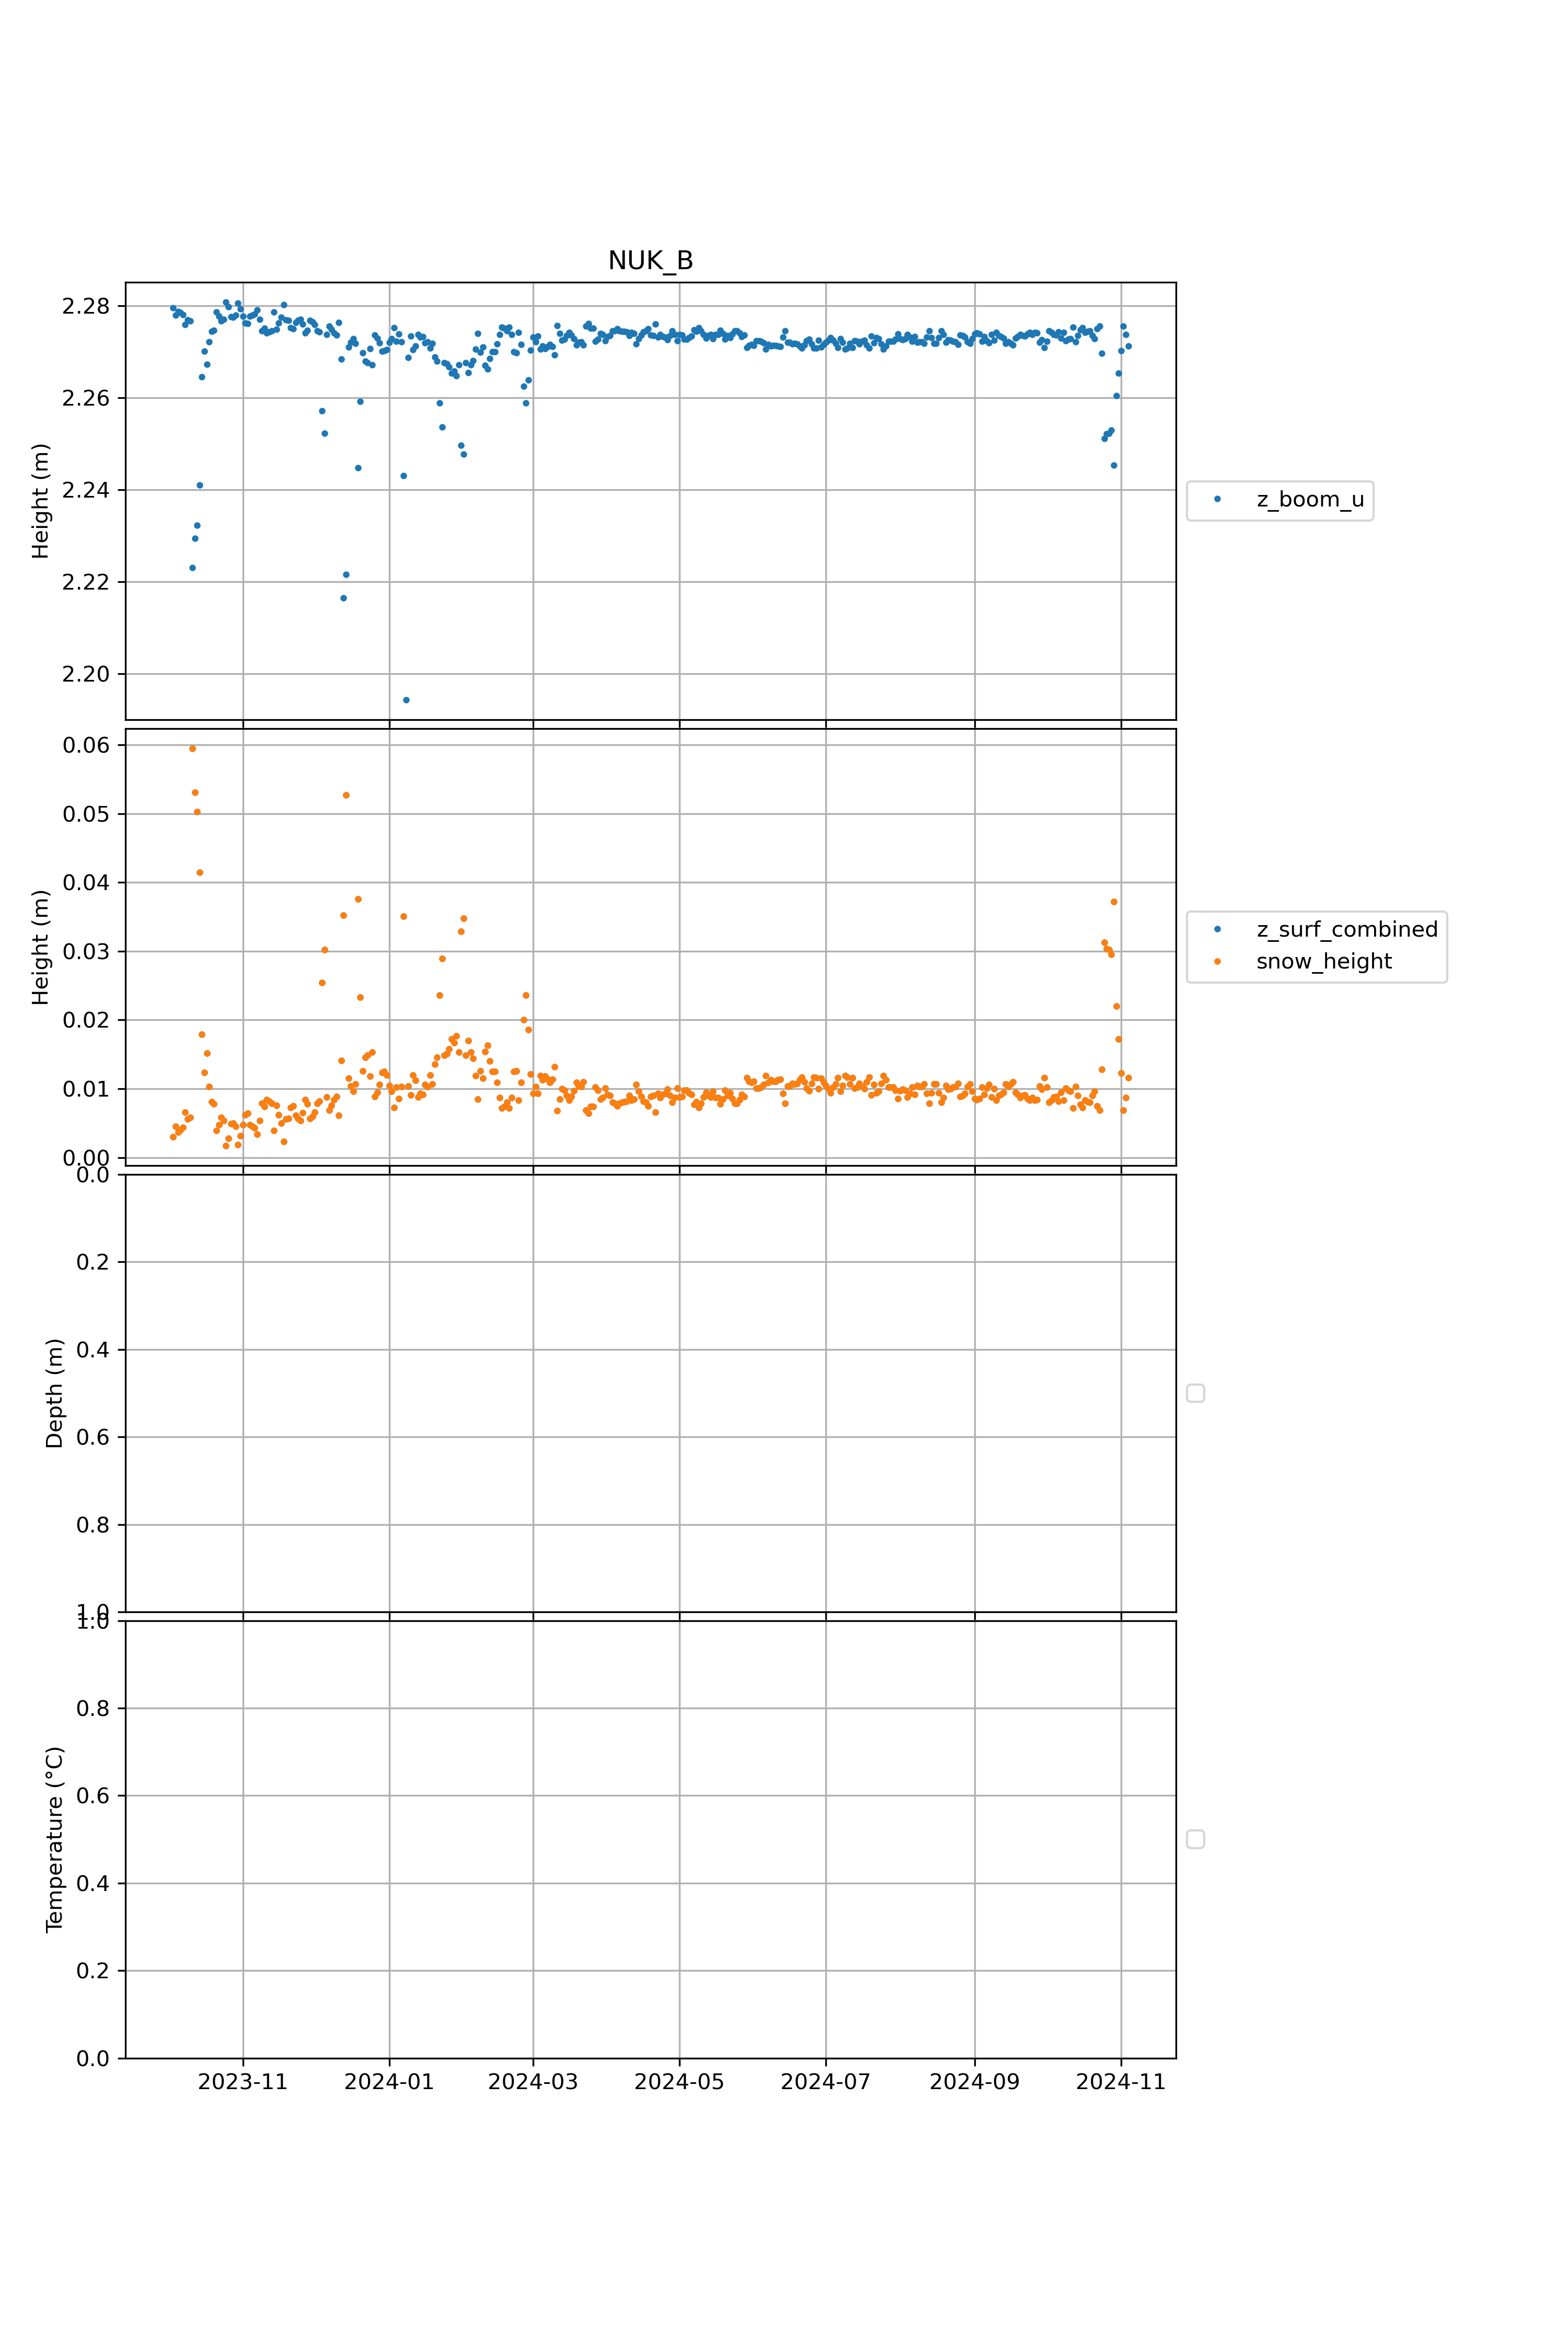 NUK_B
2.28
2.26
2.24
2.22
2.20
Height (m)
z_boom_u
0.06
0.05
0.04
0.03
0.02
0.01
0.00
Height (m)
z_surf_combined
snow_height
0.0
0.2
0.4
0.6
0.8
1.0
Depth (m)
1.0
0.8
0.6
0.4
0.2
0.0
Temperature (°C)
2023-11 2024-01 2024-03 2024-05 2024-07 2024-09 2024-11